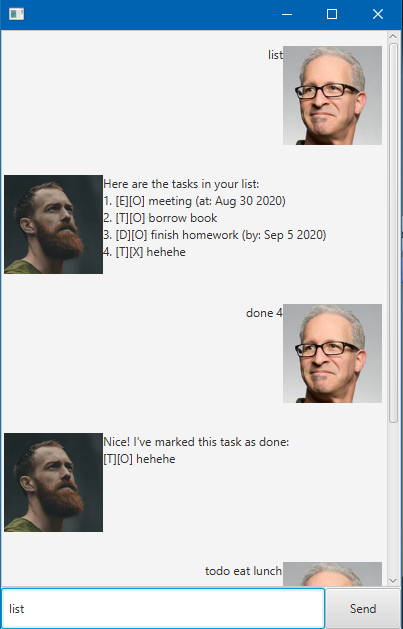 list
Here are the tasks in your list:
1. [E][O] meeting (at: Aug 30 2020)
2. [T][O] borrow book
3. [D][O] finish homework (by: Sep 5 2020)
4. [T][X] hehehe
done 4
Nice! I've marked this task as done:
[T][O] hehehe
todo eat lunch
list
Send